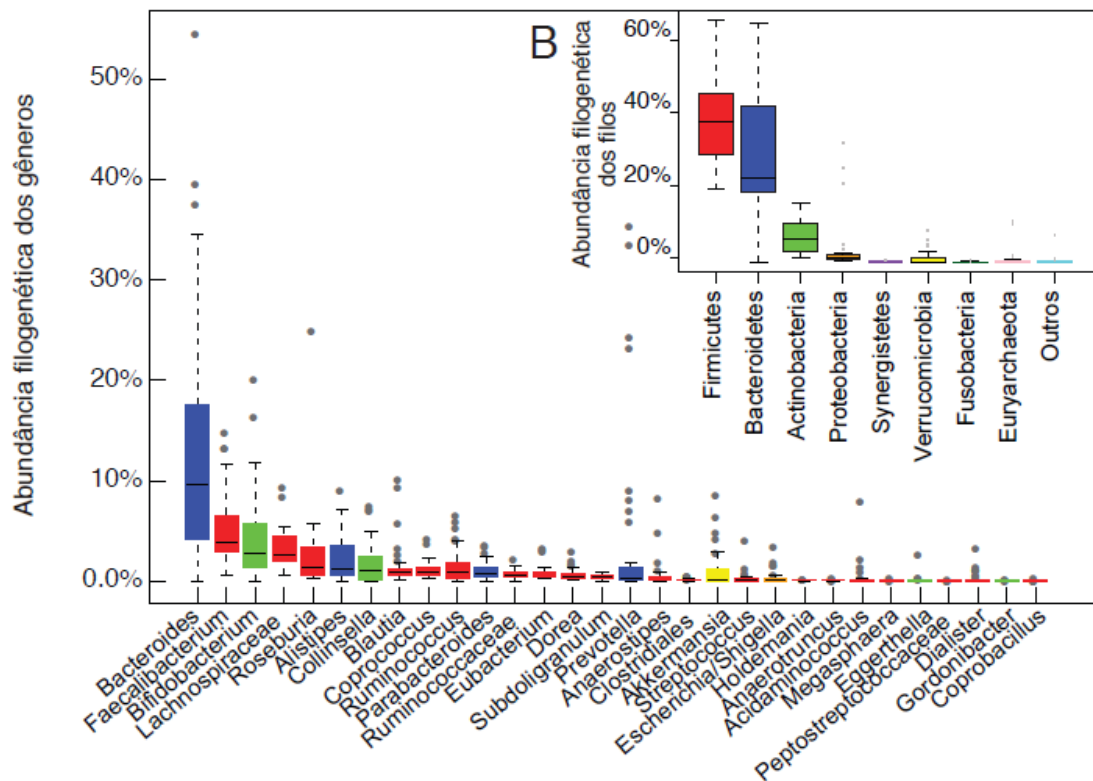 Abundância filogenética dos gêneros
50%
40%
30%
20%
10%
0.0%
Bacteroides
Faecalibacterium
Bifidobacterium
Lachnospiraceae
Roseburia
Alistipes
Collinsella
Blautia
Coprococcus
Ruminococcus
Parabacteroides
Ruminococcaceae
Eubacterium
Dorea
Subdoligranulum
Prevotella
Anaerostipes
Clostridiales
Akkermansia
Streptococcus
Escherichia/Shigella
Holdemania
Anaerotruncus
Acidaminococcus
Megasphaera
Eggerthella
Peptostreptococcaceae
Dialister
Gordonibacter
Coprobacillus
B
Abundância filogenética
dos filos
60%
40%
20%
0%
Firmicutes
Bacteroidetes
Actinobacteria
Proteobacteria
Synergistetes
Verrucomicrobia
Fusobacteria
Euryarchaeota
Outros